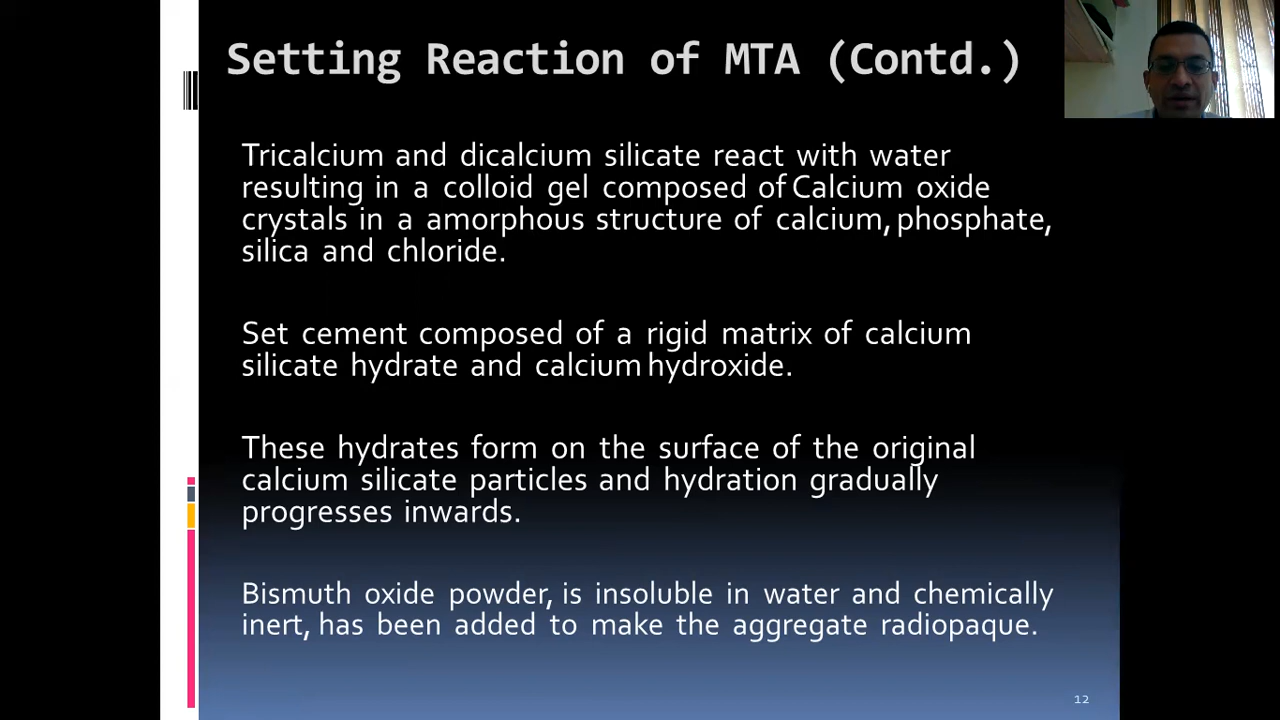 Setting Reaction of MTA (Contd.)
Tricalcium and dicalcium silicate react with water
resulting in a colloid gel composed of Calcium oxide
crystals in a amorphous structure of calcium, phosphate,
silica and chloride.
Set cement composed of a rigid matrix of calcium
silicate hydrate and calcium hydroxide.
These hydrates form on the surface of the original
calcium silicate particles and hydration gradually
progresses inwards.
Bismuth oxide powder, is insoluble in water and chemically
inert, has been added to make the aggregate radiopaque.
12